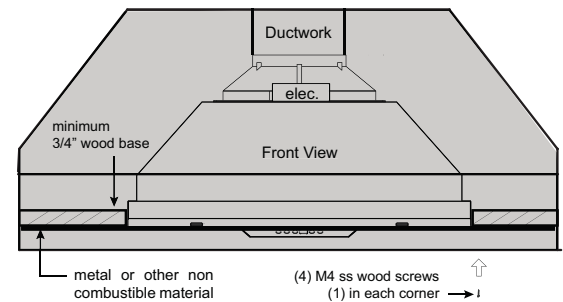 Ductwork
elec.
minimum
3/4" wood base
Front View
metal or other non
combustible material
(4) M4 ss wood screws
(1) in each corner